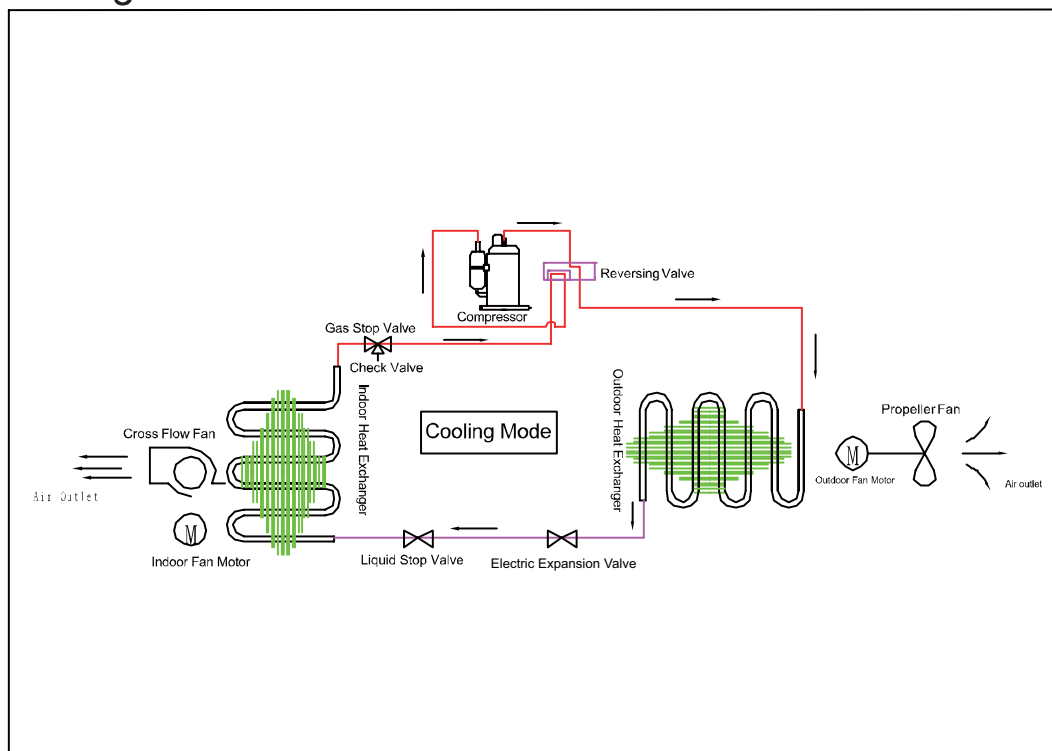 Reversing Valve
Compressor
Gas Stop Valve
Check Valve
Indoor Heat Exchanger
Cooling Mode
Outdoor Heat Exchanger
Propeller Fan
Cross Flow Fan
M
Outdoor Fan Motor
Air outlet
Air Outlet
M
Indoor Fan Motor
Liquid Stop Valve
Electric Expansion Valve